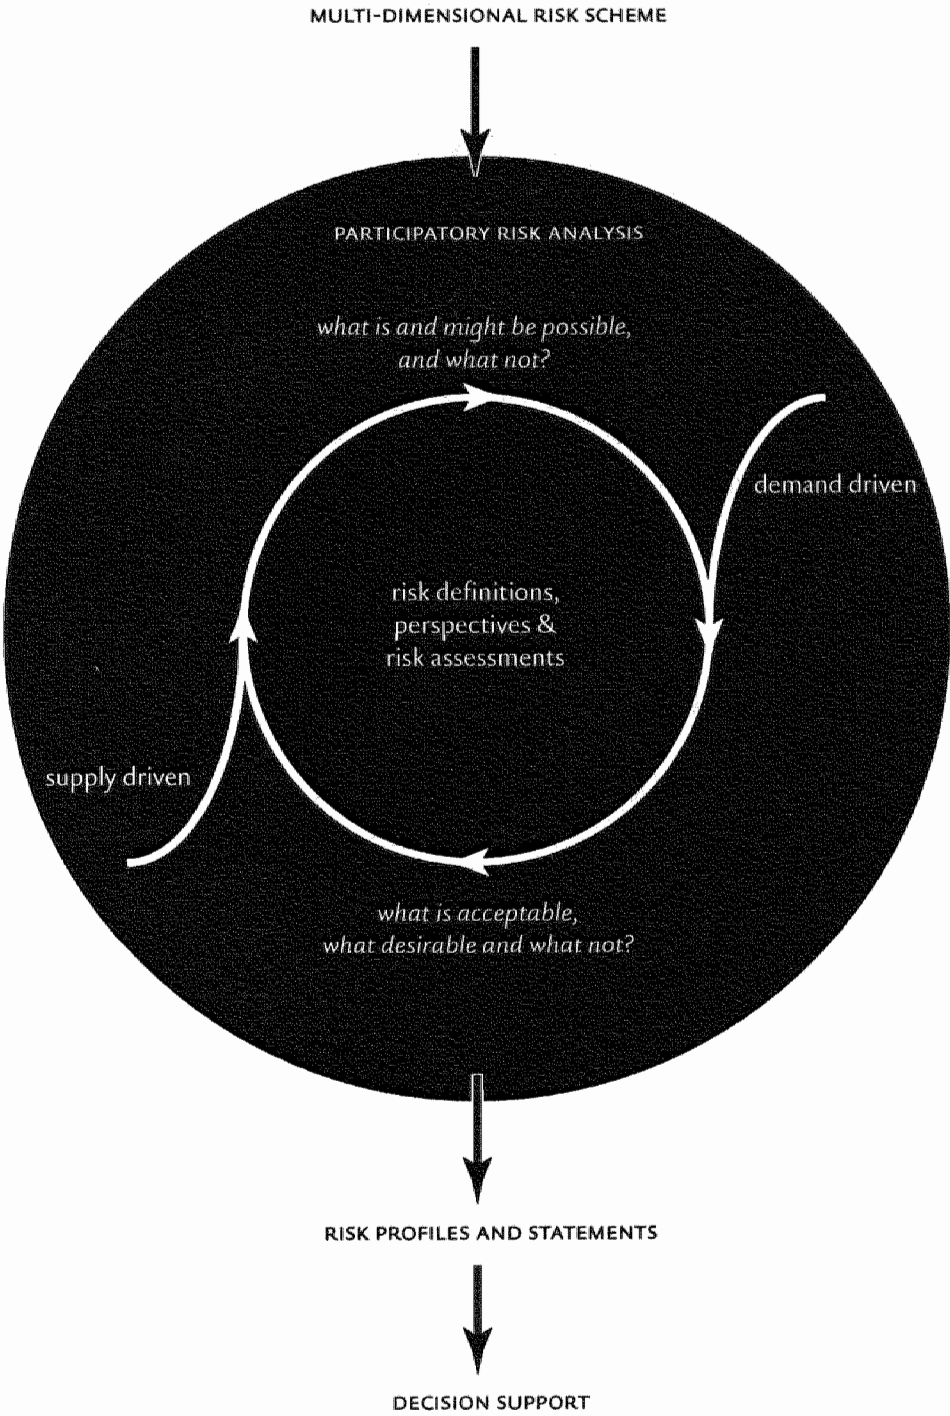 MULTI-DIMENSIONAL RISK SCHEME
PARTICIPATORY RISK ANALYSIS
what is and might be possible,
and what not?
demand driven
risk definitions,
perspectives &
risk assessments
supply driven
what is acceptable,
what desirable and what not?
RISK PROFILES AND STATEMENTS
DECISION SUPPORT